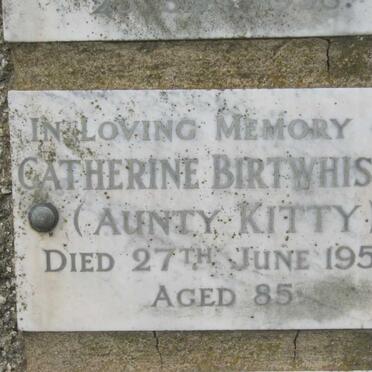 IN LOVING MEMORY
CATHERINE BIRTWHIS
(AUNTY KITTY)
DIED 27TH JUNE 195
AGED 85